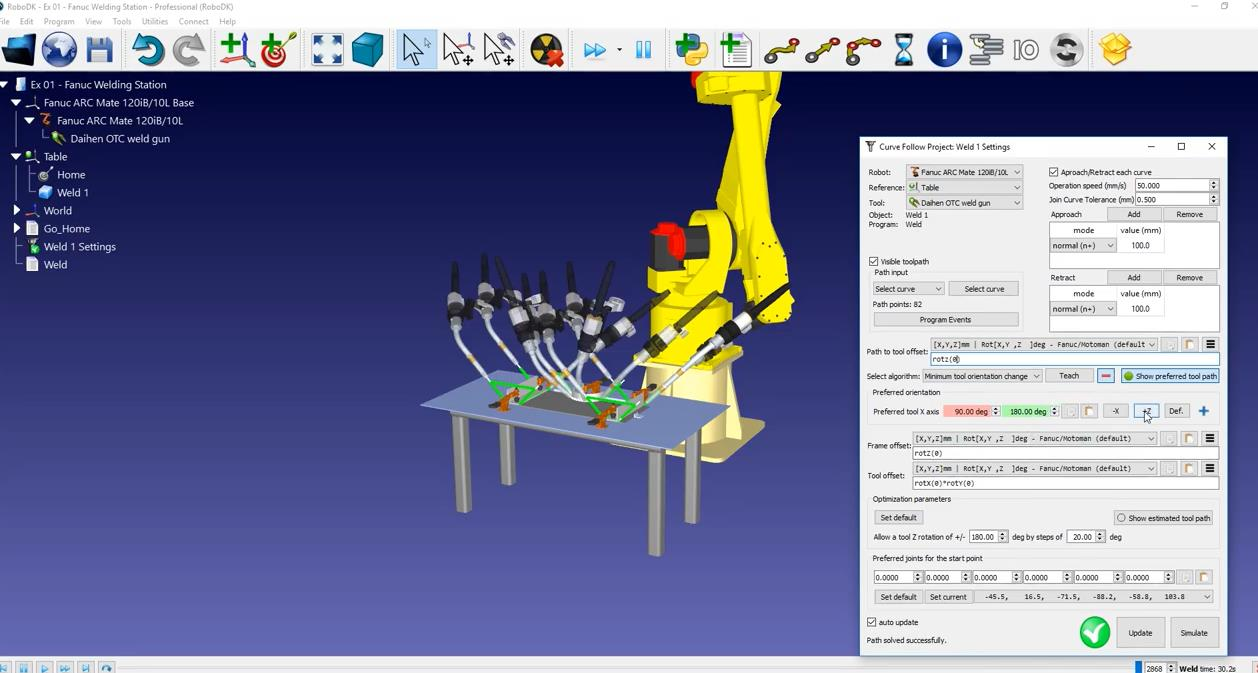 RoboDK - Ex 01 - Fanuc Welding Station - Professional (RoboDK)
File Edit Program View Tools Utilities Connect Help
IO
Ex 01 - Fanuc Welding Station
Fanuc ARC Mate 120iB/10L Base
Fanuc ARC Mate 120iB/10L
Daihen OTC weld gun
Table
Home
Weld 1
World
Go_Home
Weld 1 Settings
Weld
Curve Follow Project: Weld 1 Settings
Robot: Fanuc ARC Mate 120iB/10L
Reference: Table
Tool: Daihen OTC weld gun
Object: Weld 1
Program: Weld
Visible toolpath
Path input
Select curve Select curve
Path points: 82
Program Events
Aproach/Retract each curve
Operation speed (mm/s) 50.000
Join Curve Tolerance (mm) 0.500
Approach Add Remove
mode value (mm)
normal (n+) 100.0
Retract Add Remove
mode value (mm)
normal (n+) 100.0
Path to tool offset: [X,Y,Z]mm | Rot[X,Y ,Z ]deg - Fanuc/Motoman (default
rotz(0)
Select algorithm: Minimum tool orientation change Teach Show preferred tool path
Preferred orientation
Preferred tool X axis 90.00 deg 180.00 deg -X +Z Def.
Frame offset: [X,Y,Z]mm | Rot[X,Y ,Z ]deg - Fanuc/Motoman (default)
rotZ(0)
Tool offset: [X,Y,Z]mm | Rot[X,Y ,Z ]deg - Fanuc/Motoman (default)
rotX(0)*rotY(0)
Optimization parameters
Set default Show estimated tool path
Allow a tool Z rotation of +/- 180.00 deg by steps of 20.00 deg
Preferred joints for the start point
0.0000 0.0000 0.0000 0.0000 0.0000 0.0000
Set default Set current -45.5, 16.5, -71.5, -88.2, -58.8, 103.8
auto update
Path solved successfully.
Update Simulate
2868 Weld time: 30.2s